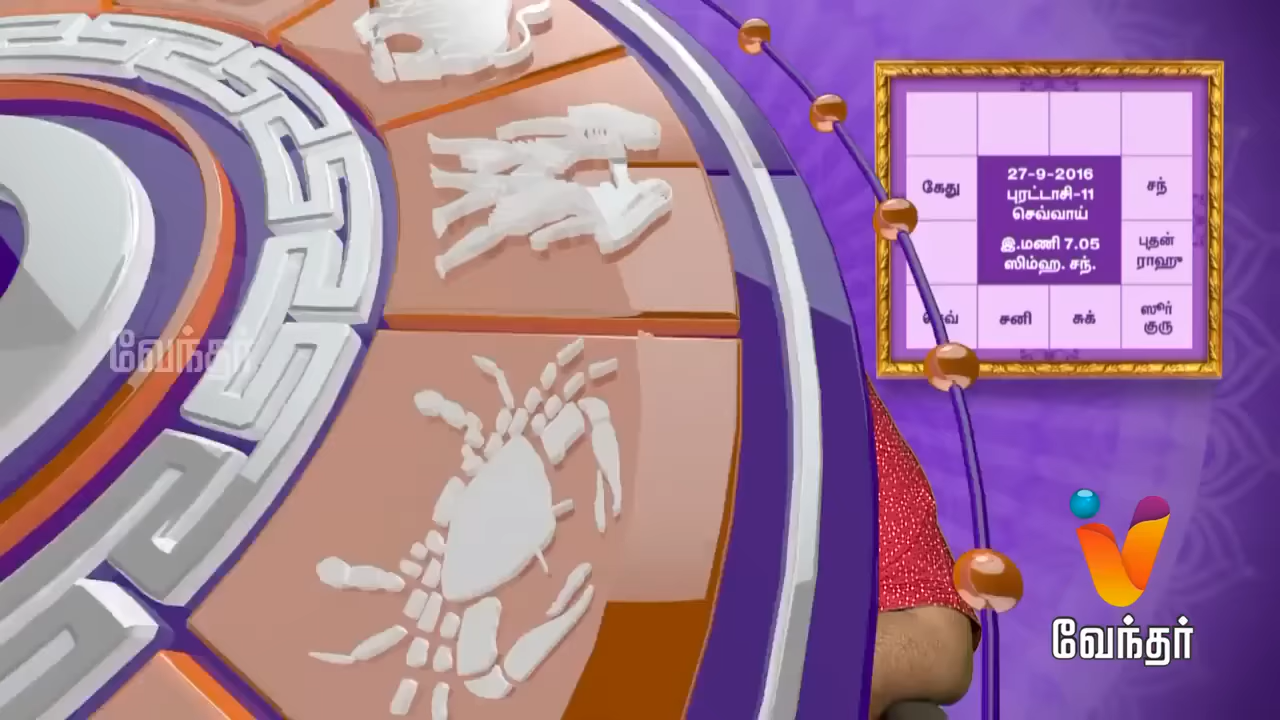 கேது
27-9-2016
புரட்டாசி-11
செவ்வாய்
இ.மணி 7.05
ஸிம்ஹ. சந்.
சந்
புதன்
ராஹு
சனி
சுக்
ஸூர்
குரு
வேந்தர்
வேந்தர்